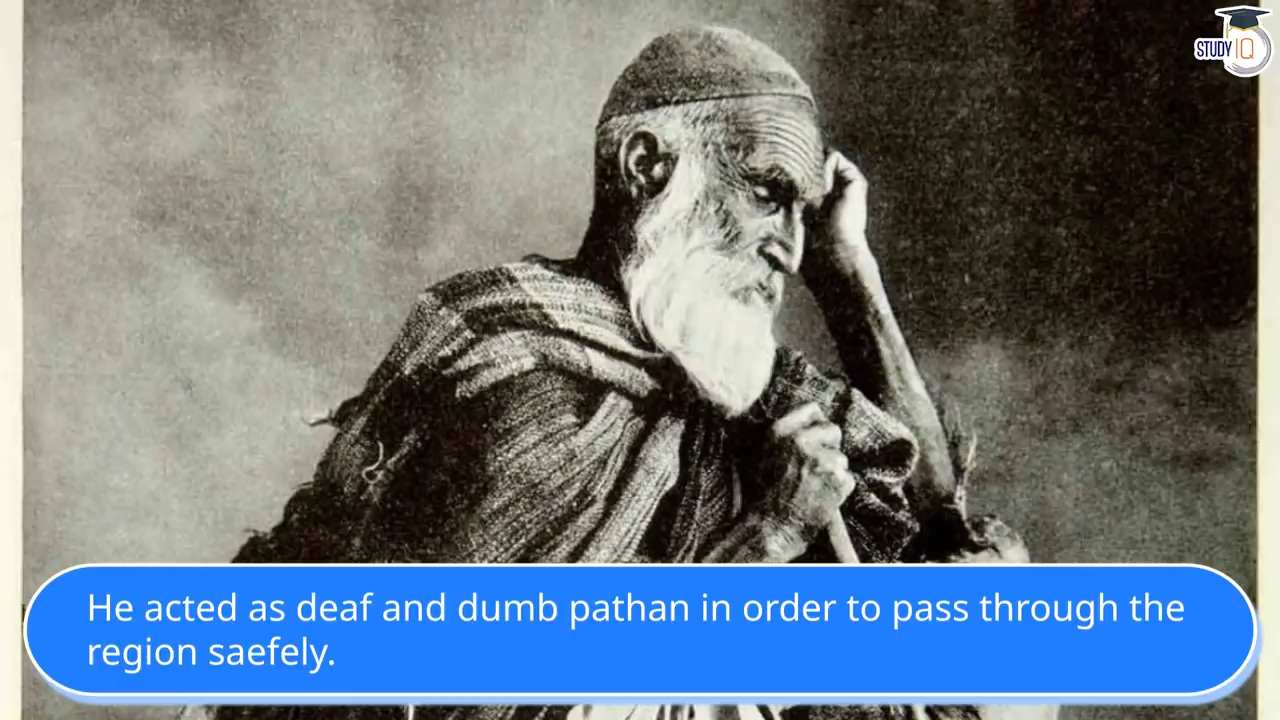 STUDY IQ
He acted as deaf and dumb pathan in order to pass through the
region saefely.